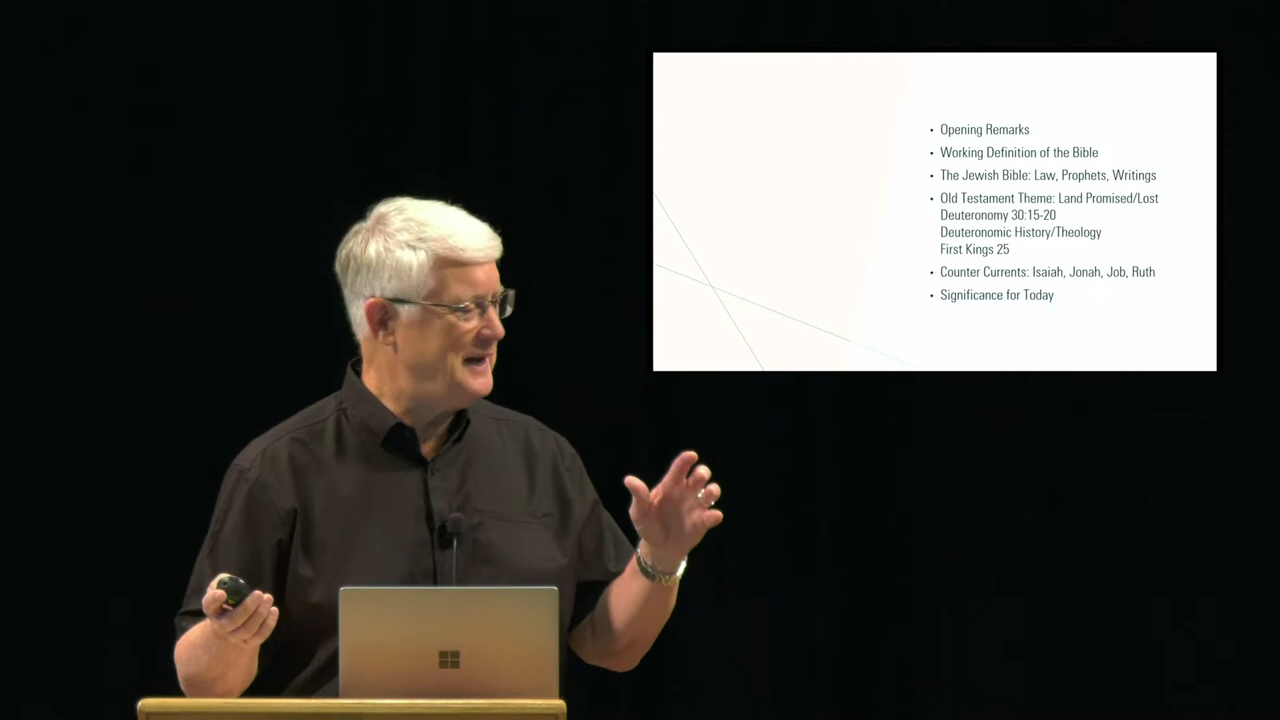 • Opening Remarks
• Working Definition of the Bible
• The Jewish Bible: Law, Prophets, Writings
• Old Testament Theme: Land Promised/Lost
Deuteronomy 30:15-20
Deuteronomic History/Theology
First Kings 25
• Counter Currents: Isaiah, Jonah, Job, Ruth
• Significance for Today